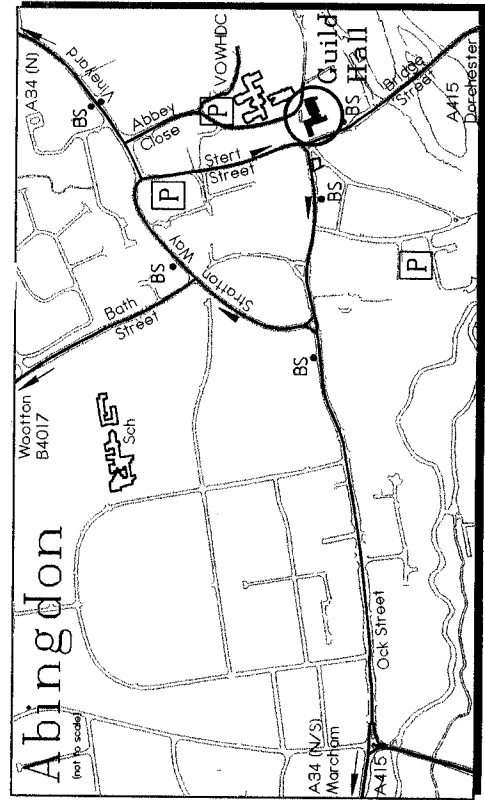 Abingdon
(not to scale)
A34 (N/S)
Marcham
A415
Ock Street
Sch
Wootton
B4017
Bath
Street
BS
Stratton
Way
BS
P
A34 (N)
BS
Vineyard
Abbey
Close
P
VOWHDC
Stert
Street
Guild
Hall
BS
BS
Bridge
Street
P
A415
Dorchester